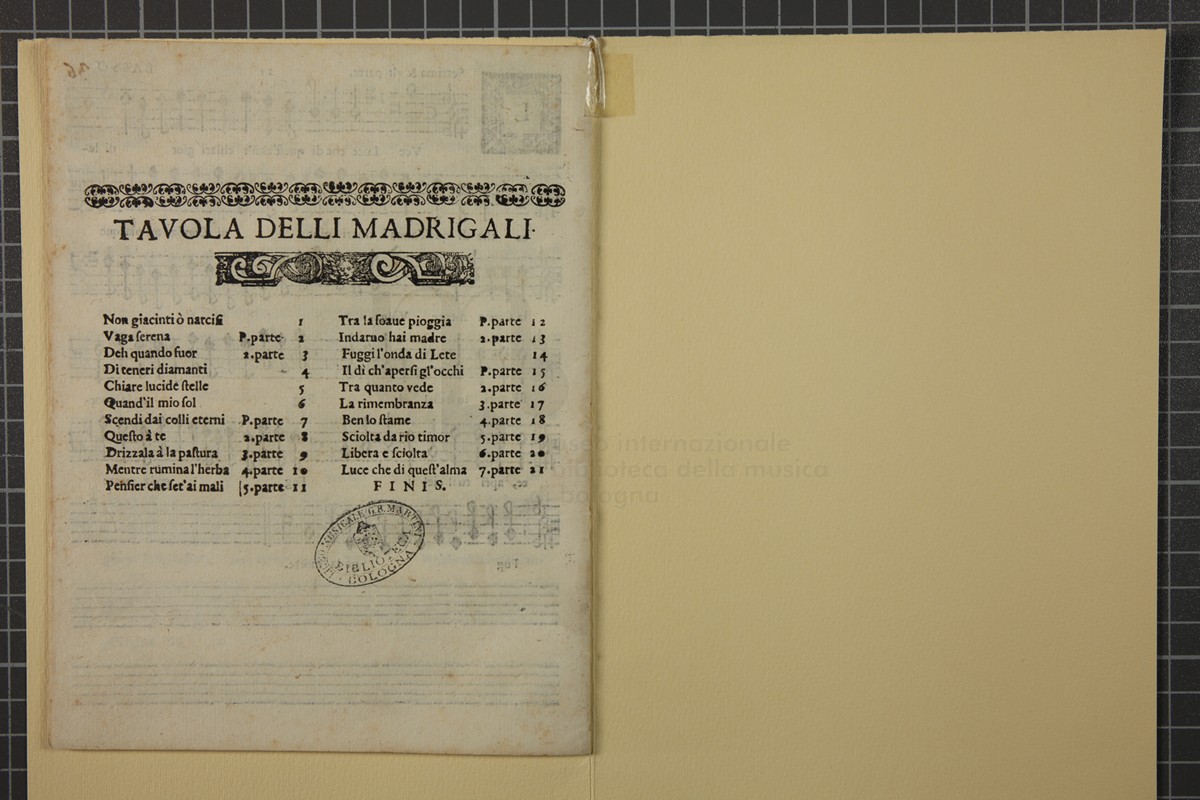 TAVOLA DELLI MADRIGALI.
Non giacinti ò narcisi 1
Vaga serena P.parte 2
Deh quando fuor 2.parte 3
Di teneri diamanti 4
Chiare lucide stelle 5
Quand'il mio sol 6
Scendi dai colli eterni P.parte 7
Questo à te 2.parte 8
Drizzala à la pastura 3.parte 9
Mentre rumina l'herba 4.parte 10
Pensier che set'ai mali 5.parte 11
Tra la soaue pioggia P.parte 12
Indaruo hai madre 2.parte 13
Fuggi l'onda di Lete 14
Il dì ch'apersi gl'occhi P.parte 15
Tra quanto vede 2.parte 16
La rimembranza 3.parte 17
Ben lo stame 4.parte 18
Sciolta da rio timor 5.parte 19
Libera e sciolta 6.parte 20
Luce che di quest'alma 7.parte 21
FINIS.
MUSICALE G.B. MARTINI
BIBLIOTECA
BOLOGNA
museo internazionale
biblioteca della musica
bologna